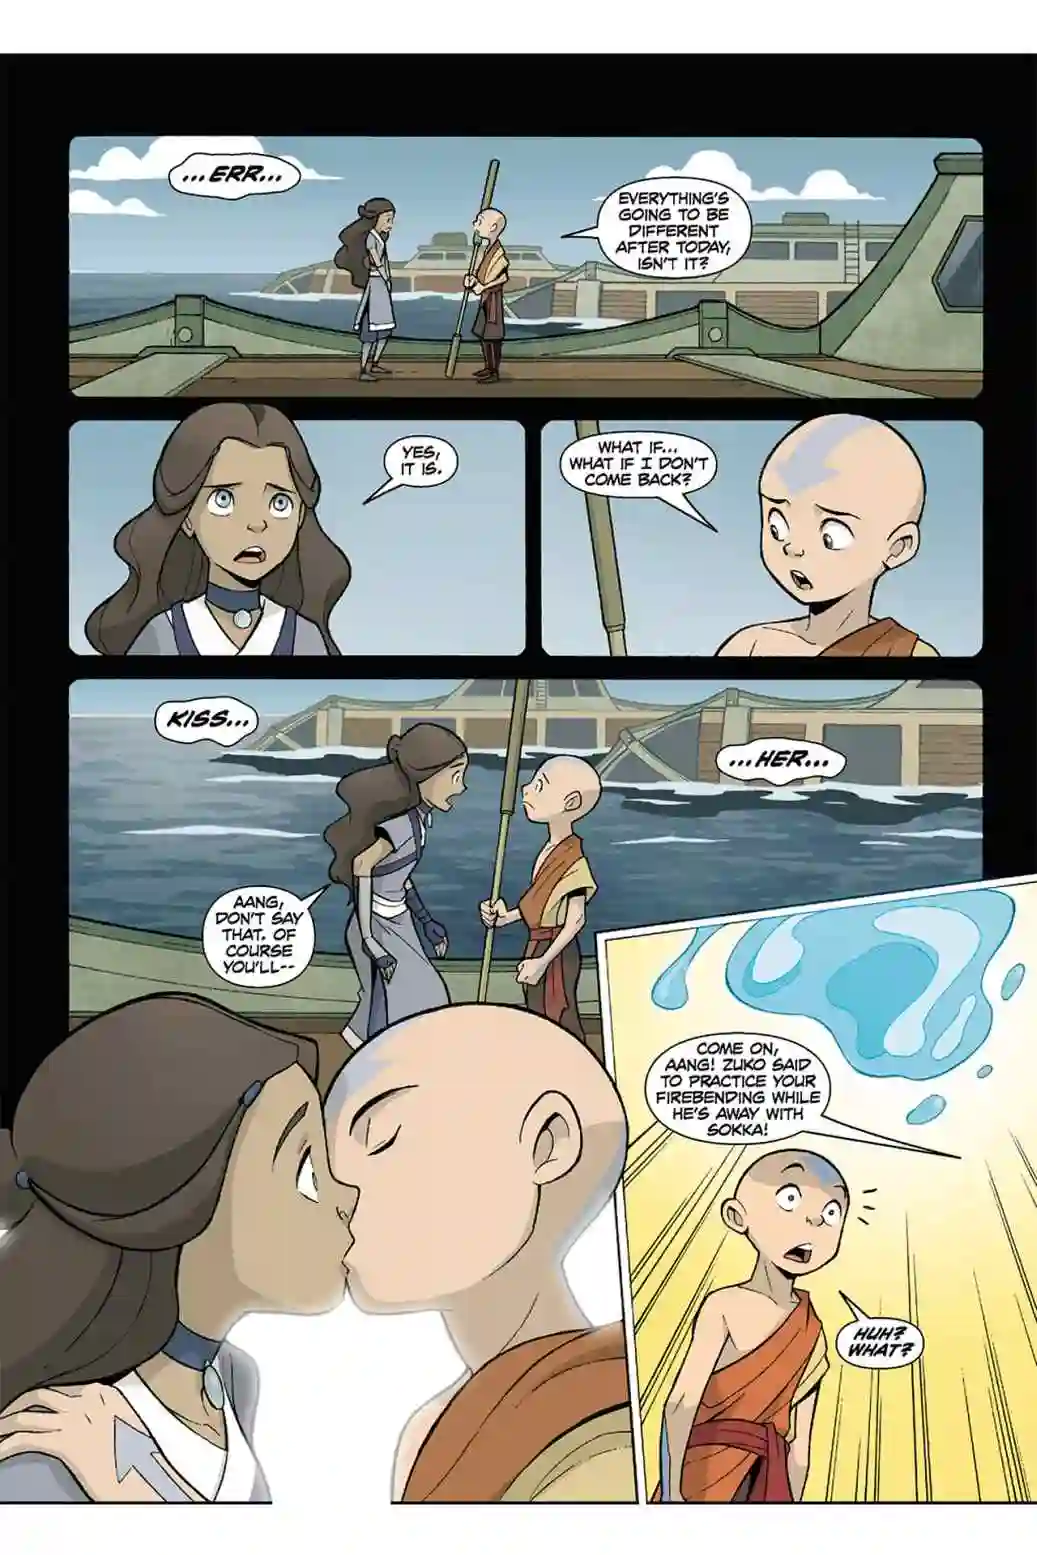 ...ERR...
EVERYTHING'S
GOING TO BE
DIFFERENT
AFTER TODAY,
ISN'T IT?
YES,
IT IS.
WHAT IF...
WHAT IF I DON'T
COME BACK?
KISS...
...HER...
AANG,
DON'T SAY
THAT. OF
COURSE
YOU'LL--
COME ON,
AANG! ZUKO SAID
TO PRACTICE YOUR
FIREBENDING WHILE
HE'S AWAY WITH
SOKKA!
HUH?
WHAT?